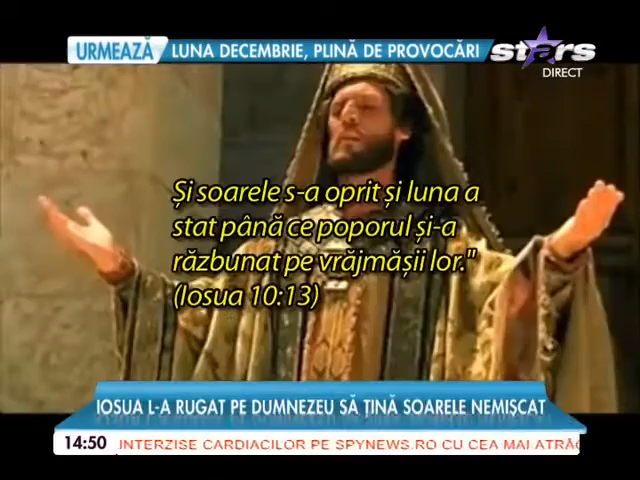 URMEAZĂ LUNA DECEMBRIE, PLINĂ DE PROVOCĂRI
stars
DIRECT
Și soarele s-a oprit și luna a
stat până ce poporul și-a
răzbunat pe vrăjmășii lor."
(Iosua 10:13)
IOSUA L-A RUGAT PE DUMNEZEU SĂ ȚINĂ SOARELE NEMIȘCAT
14:50 INTERZISE CARDIACILOR PE SPYNEWS.RO CU CEA MAI ATRĂ